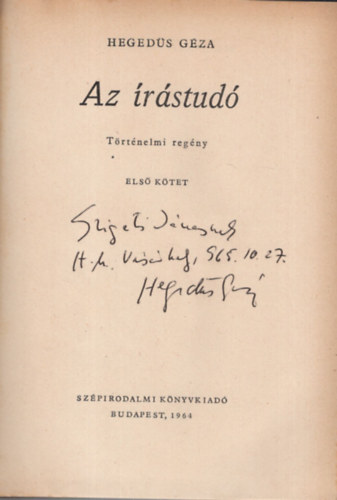 HEGEDÜS GÉZA
Az írástudó
Történelmi regény
ELSŐ KÖTET
Szigeti Jánosnak
H. M. Vásárhely, 965. 10. 27.
Hegedüs Géza
SZÉPIRODALMI KÖNYVKIADÓ
BUDAPEST, 1964